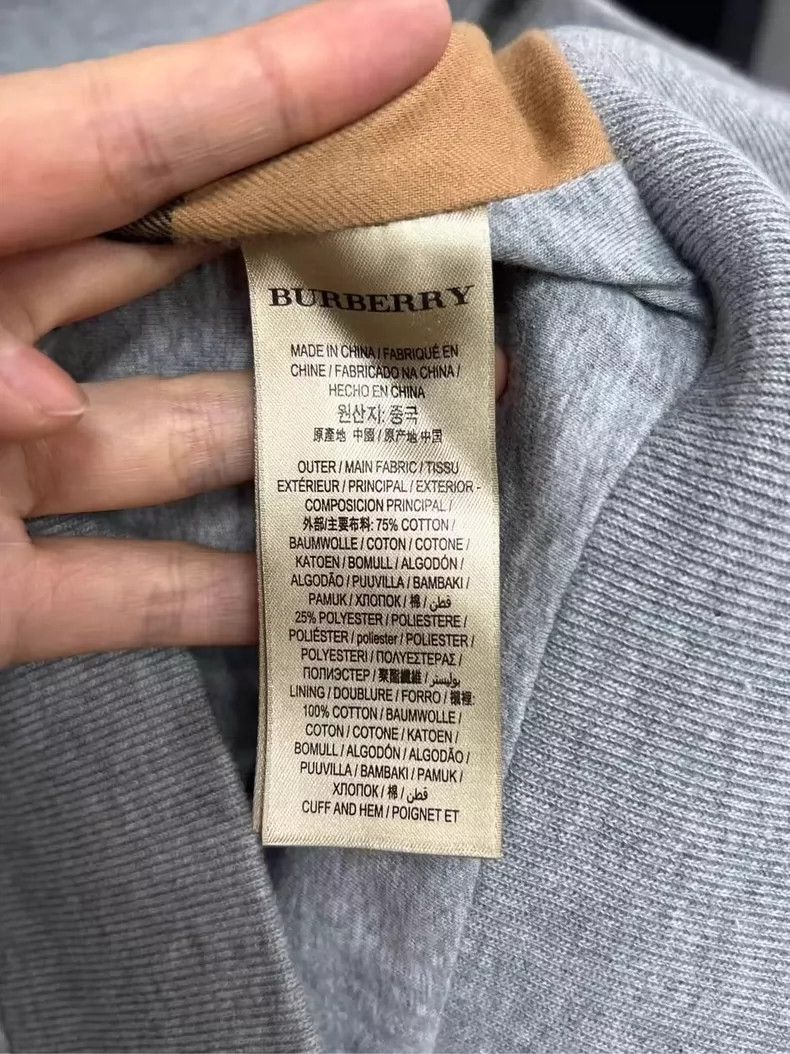 BURBERRY
MADE IN CHINA / FABRIQUÉ EN
CHINE / FABRICADO NA CHINA /
HECHO EN CHINA
원산지: 중국
原產地 中國 / 原产地 中国
OUTER / MAIN FABRIC / TISSU
EXTÉRIEUR / PRINCIPAL / EXTERIOR -
COMPOSICION PRINCIPAL /
外部/主要布料: 75% COTTON /
BAUMWOLLE / COTON / COTONE /
KATOEN / BOMULL / ALGODÓN /
ALGODÃO / PUUVILLA / BAMBAKI /
PAMUK / ХЛОПОК / 棉 / قطن
25% POLYESTER / POLIESTERE /
POLIÉSTER / poliester / POLIESTER /
POLYESTERI / ΠΟΛΥΕΣΤΕΡΑΣ /
ПОЛИЭСТЕР / 聚酯纖維 / بوليستر
LINING / DOUBLURE / FORRO / 襯裡:
100% COTTON / BAUMWOLLE /
COTON / COTONE / KATOEN /
BOMULL / ALGODÓN / ALGODÃO /
PUUVILLA / BAMBAKI / PAMUK /
ХЛОПОК / 棉 / قطن
CUFF AND HEM / POIGNET ET